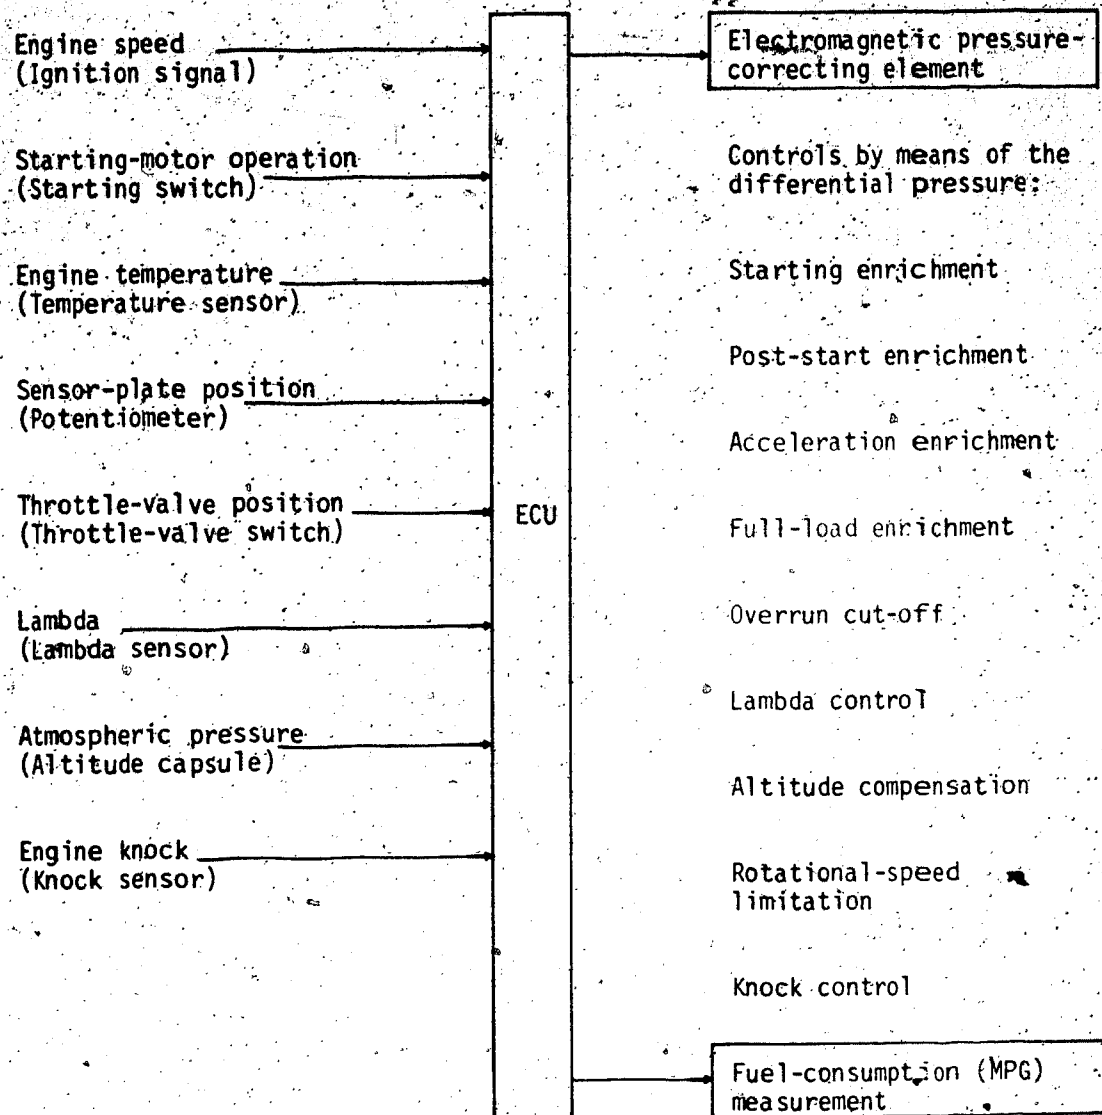 Engine speed
(Ignition signal)
Starting-motor operation
(Starting switch)
Engine temperature
(Temperature sensor)
Sensor-plate position
(Potentiometer)
Throttle-valve position
(Throttle-valve switch)
Lambda
(Lambda sensor)
Atmospheric pressure
(Altitude capsule)
Engine knock
(Knock sensor)
ECU
Electromagnetic pressure-
correcting element
Controls by means of the
differential pressure:
Starting enrichment
Post-start enrichment
Acceleration enrichment
Full-load enrichment
Overrun cut-off
Lambda control
Altitude compensation
Rotational-speed
limitation
Knock control
Fuel-consumption (MPG)
measurement